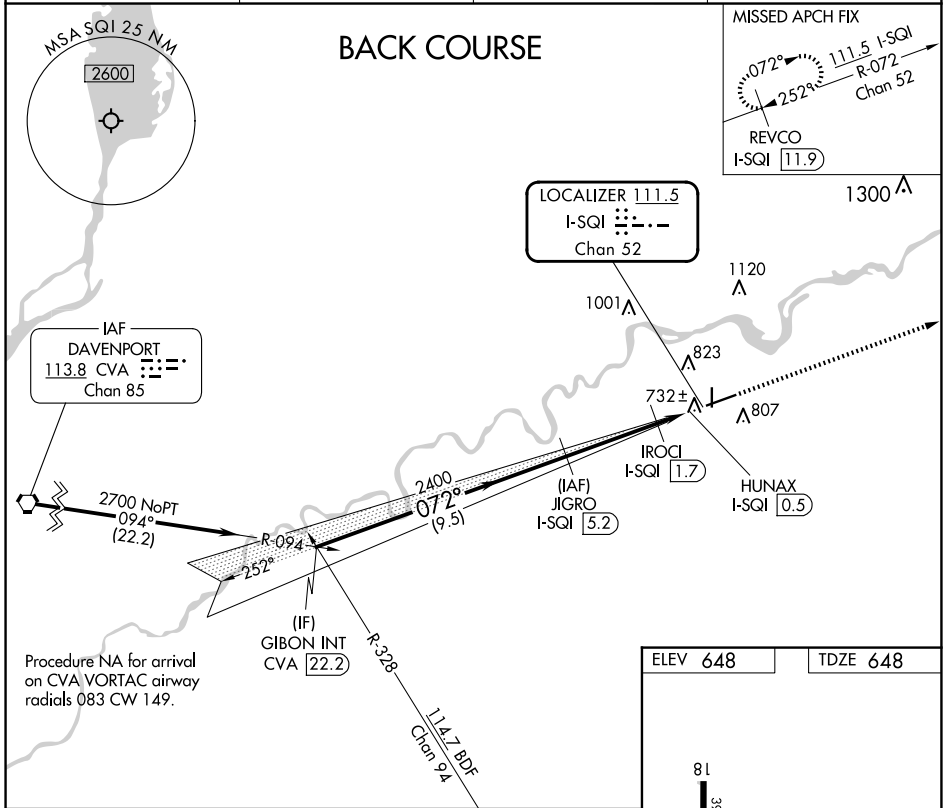 MSA SQI 25 NM
2600
BACK COURSE
MISSED APCH FIX
072°
252°
111.5 I-SQI
R-072
Chan 52
REVCO
I-SQI 11.9
1300
LOCALIZER 111.5
I-SQI
Chan 52
1120
1001
823
732±
807
IAF
DAVENPORT
113.8 CVA
Chan 85
2700 NoPT
094°
(22.2)
R-094
252°
2400
072°
(9.5)
(IAF)
JIGRO
I-SQI 5.2
IROCI
I-SQI 1.7
HUNAX
I-SQI 0.5
(IF)
GIBON INT
CVA 22.2
R-328
114.7 BDF
Chan 94
Procedure NA for arrival
on CVA VORTAC airway
radials 083 CW 149.
ELEV 648
TDZE 648
18